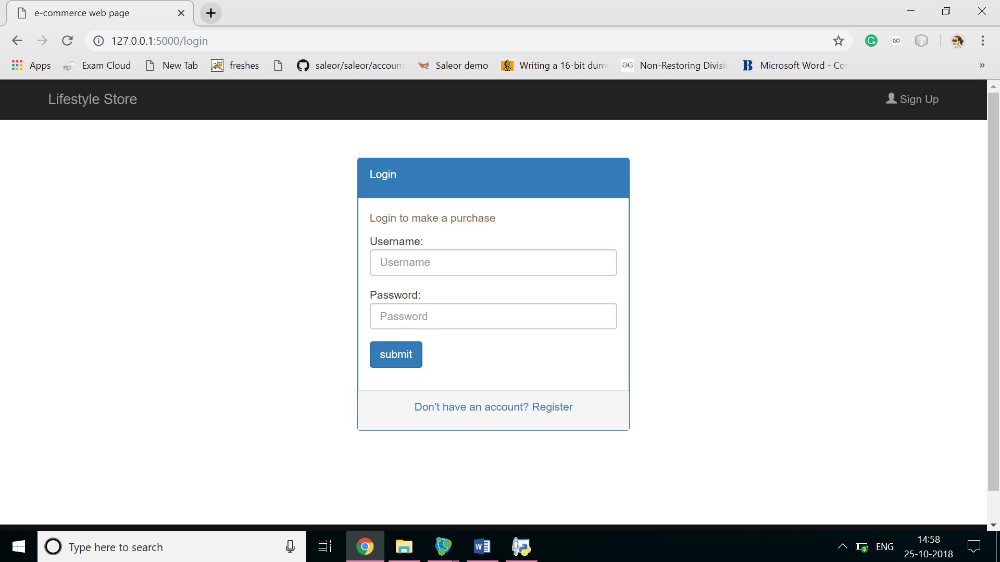 e-commerce web page
127.0.0.1:5000/login
Apps
ep
Exam Cloud
New Tab
freshes
saleor/saleor/accoun
Saleor demo
Writing a 16-bit dum
Non-Restoring Divisi
Microsoft Word - Cor
»
Lifestyle Store
Sign Up
Login
Login to make a purchase
Username:
Username
Password:
Password
submit
Don't have an account? Register
Type here to search
ENG
14:58
25-10-2018